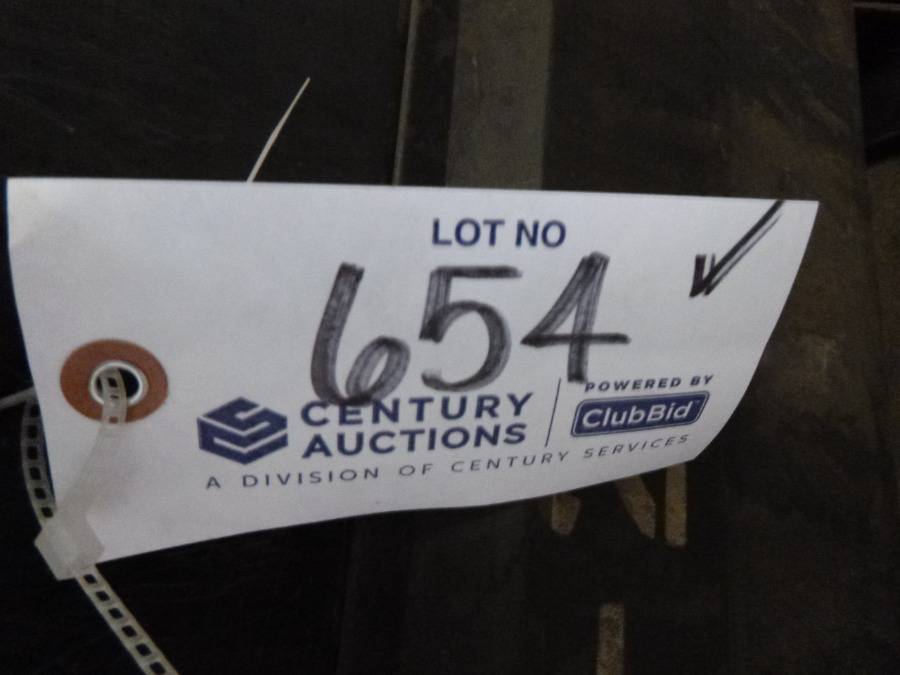 LOT NO
654
CENTURY
AUCTIONS
POWERED BY
ClubBid
A DIVISION OF CENTURY SERVICES